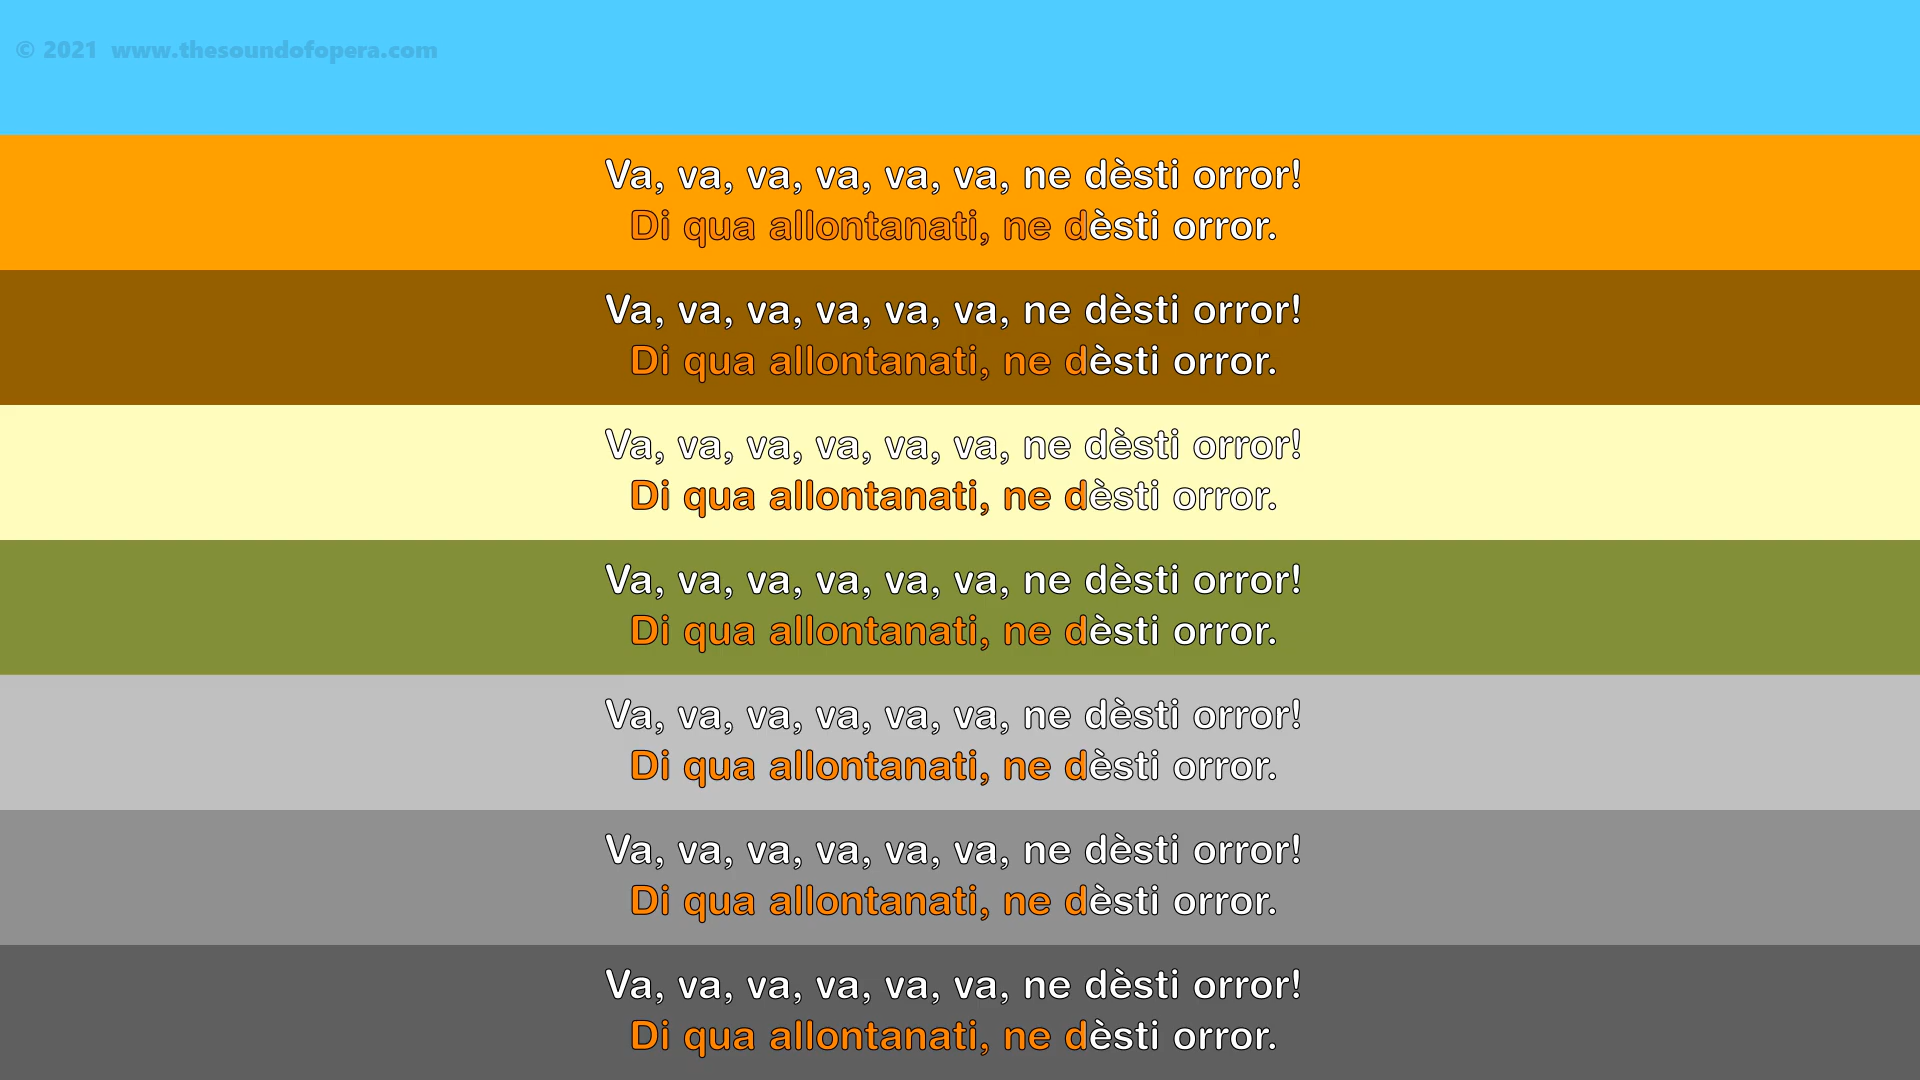 © 2021 www.thesoundofopera.com
Va, va, va, va, va, va, ne dèsti orror!
Di qua allontanati, ne dèsti orror.
Va, va, va, va, va, va, ne dèsti orror!
Di qua allontanati, ne dèsti orror.
Va, va, va, va, va, va, ne dèsti orror!
Di qua allontanati, ne dèsti orror.
Va, va, va, va, va, va, ne dèsti orror!
Di qua allontanati, ne dèsti orror.
Va, va, va, va, va, va, ne dèsti orror!
Di qua allontanati, ne dèsti orror.
Va, va, va, va, va, va, ne dèsti orror!
Di qua allontanati, ne dèsti orror.
Va, va, va, va, va, va, ne dèsti orror!
Di qua allontanati, ne dèsti orror.